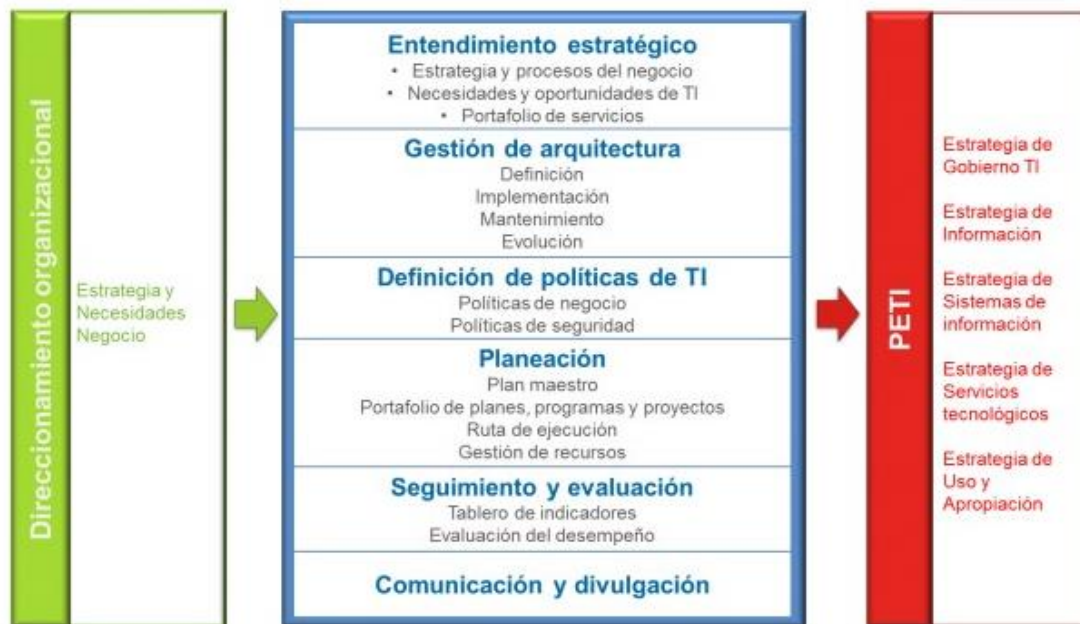 Direccionamiento organizacional
Estrategia y
Necesidades
Negocio
Entendimiento estratégico
• Estrategia y procesos del negocio
• Necesidades y oportunidades de TI
• Portafolio de servicios
Gestión de arquitectura
Definición
Implementación
Mantenimiento
Evolución
Definición de políticas de TI
Políticas de negocio
Políticas de seguridad
Planeación
Plan maestro
Portafolio de planes, programas y proyectos
Ruta de ejecución
Gestión de recursos
Seguimiento y evaluación
Tablero de indicadores
Evaluación del desempeño
Comunicación y divulgación
PETI
Estrategia de
Gobierno TI
Estrategia de
Información
Estrategia de
Sistemas de
información
Estrategia de
Servicios
tecnológicos
Estrategia de
Uso y
Apropiación